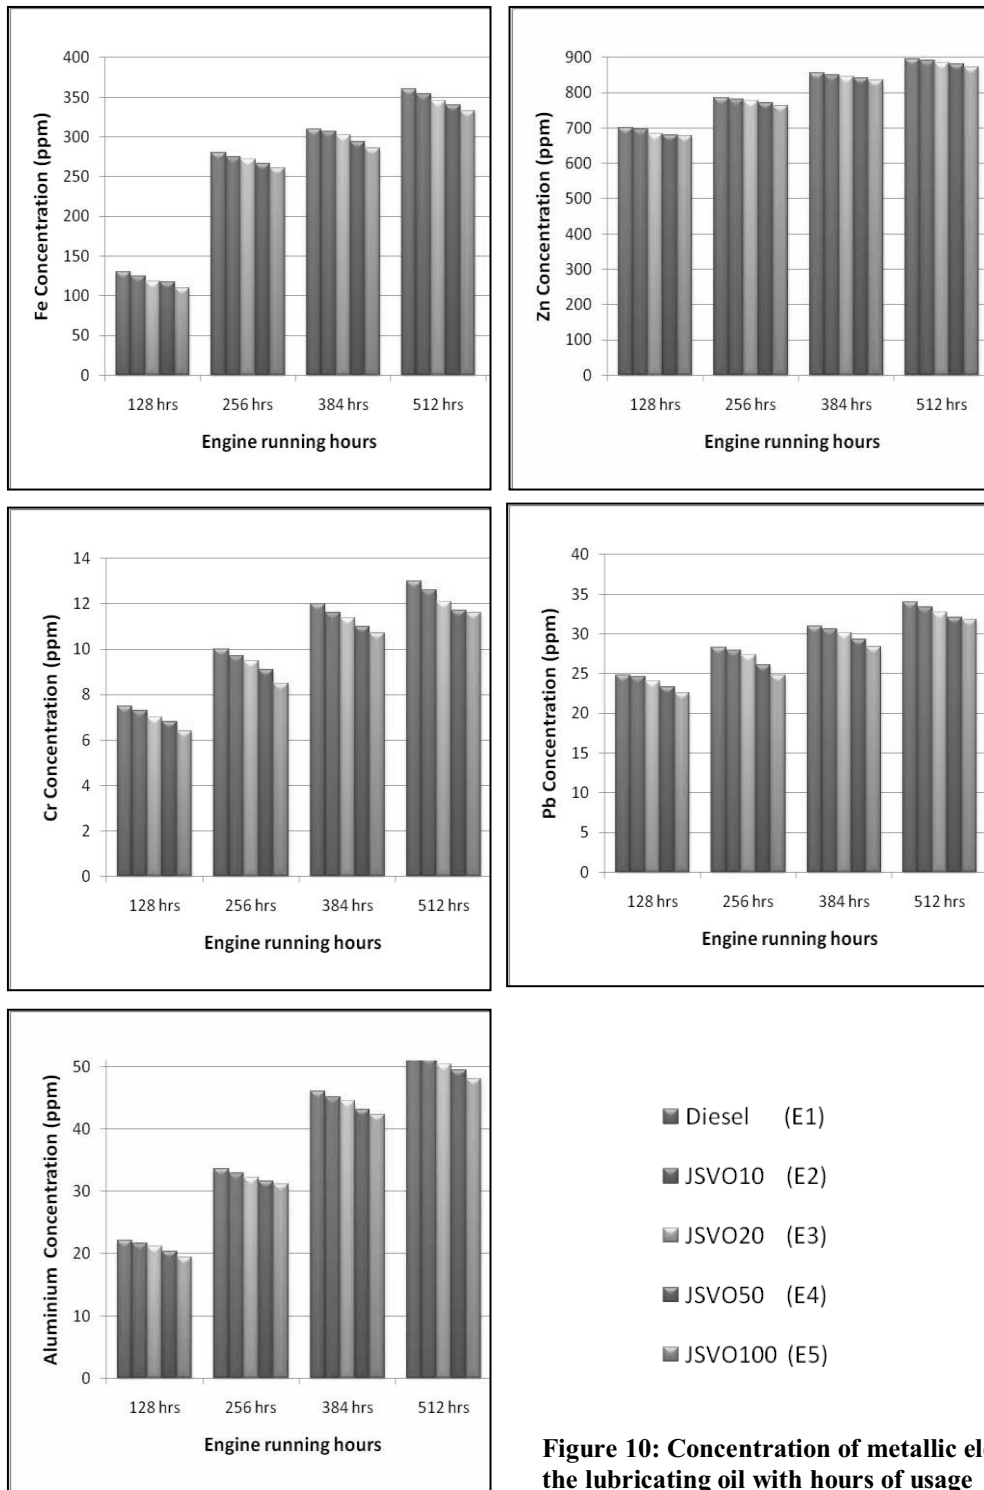 400
350
300
250
200
150
100
50
0
Fe Concentration (ppm)
128 hrs 256 hrs 384 hrs 512 hrs
Engine running hours
900
800
700
600
500
400
300
200
100
0
Zn Concentration (ppm)
128 hrs 256 hrs 384 hrs 512 hrs
Engine running hours
14
12
10
8
6
4
2
0
Cr Concentration (ppm)
128 hrs 256 hrs 384 hrs 512 hrs
Engine running hours
40
35
30
25
20
15
10
5
0
Pb Concentration (ppm)
128 hrs 256 hrs 384 hrs 512 hrs
Engine running hours
50
40
30
20
10
0
Aluminium Concentration (ppm)
128 hrs 256 hrs 384 hrs 512 hrs
Engine running hours
Diesel (E1)
JSVO10 (E2)
JSVO20 (E3)
JSVO50 (E4)
JSVO100 (E5)
Figure 10: Concentration of metallic
the lubricating oil with hours of usage